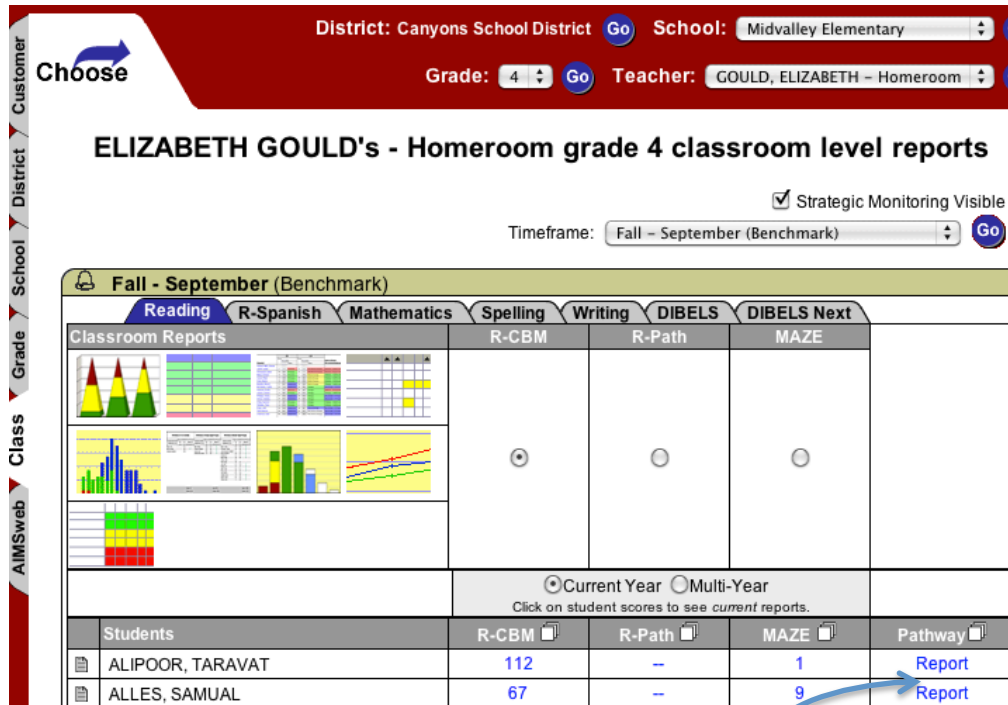 District: Canyons School District Go School: Midvalley Elementary
Choose
Grade: 4 Go Teacher: GOULD, ELIZABETH - Homeroom
Customer
District
School
Grade
Class
AIMSweb
ELIZABETH GOULD's - Homeroom grade 4 classroom level reports
Strategic Monitoring Visible
Timeframe: Fall - September (Benchmark) Go
Fall - September (Benchmark)
Reading R-Spanish Mathematics Spelling Writing DIBELS DIBELS Next
Classroom Reports R-CBM R-Path MAZE
Current Year Multi-Year
Click on student scores to see current reports.
Students R-CBM R-Path MAZE Pathway
ALIPOOR, TARAVAT 112 -- 1 Report
ALLES, SAMUAL 67 -- 9 Report